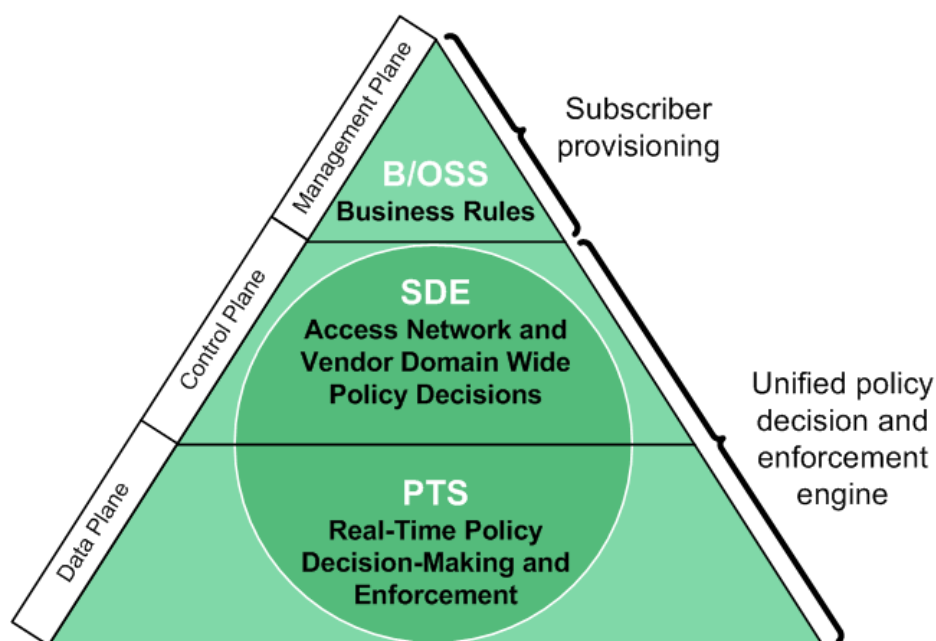 Management Plane
Control Plane
Data Plane
B/OSS
Business Rules
SDE
Access Network and
Vendor Domain Wide
Policy Decisions
PTS
Real-Time Policy
Decision-Making and
Enforcement
Subscriber
provisioning
Unified policy
decision and
enforcement
engine